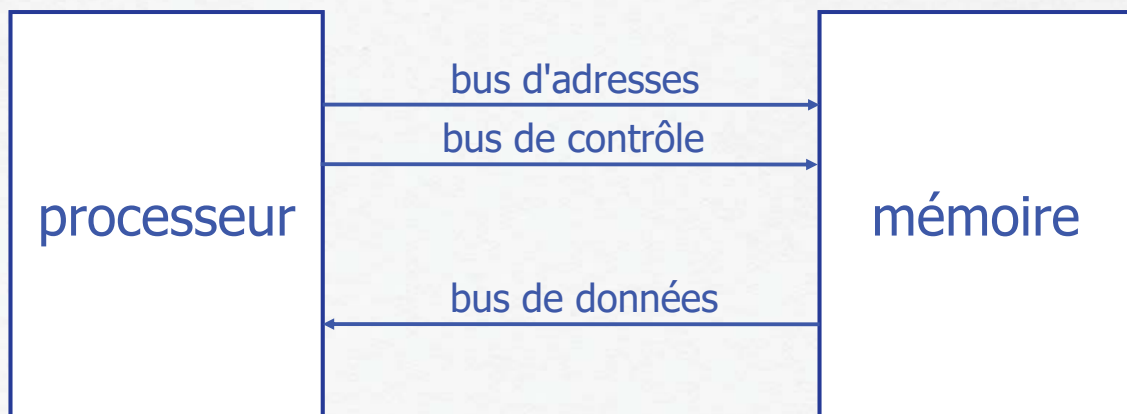 bus d'adresses
bus de contrôle
processeur
mémoire
bus de données